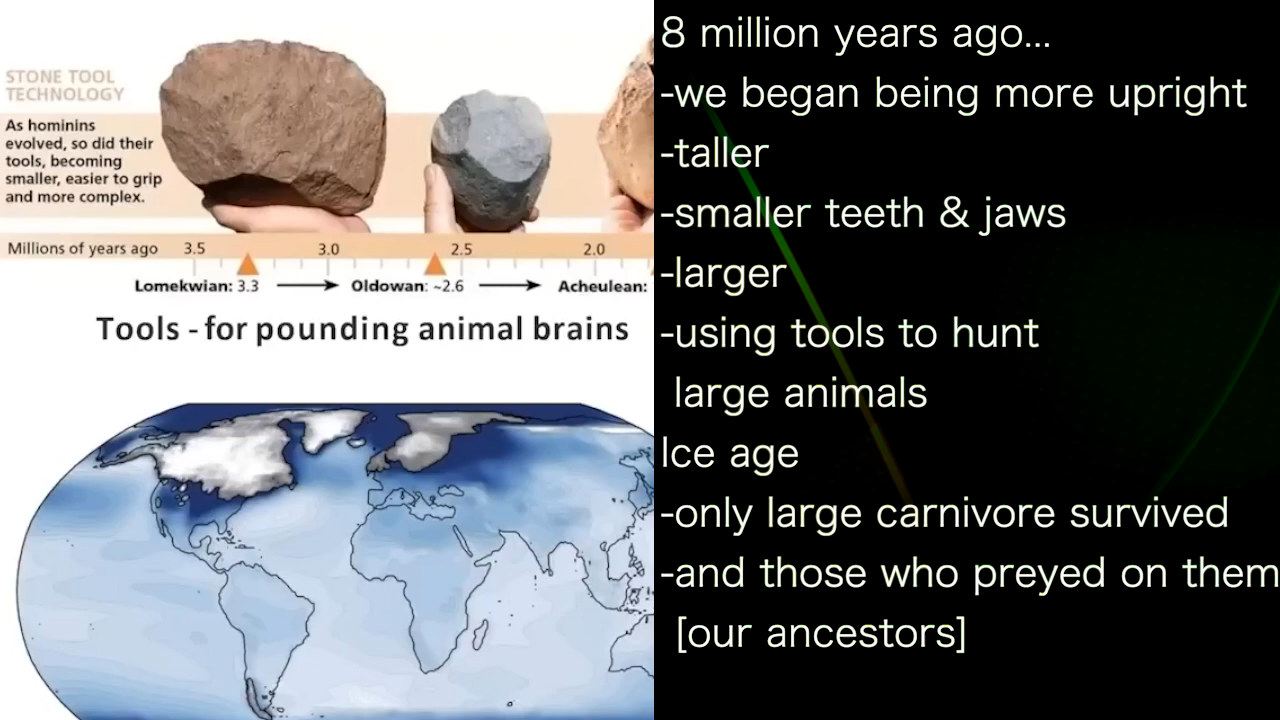 STONE TOOL
TECHNOLOGY
As hominins
evolved, so did their
tools, becoming
smaller, easier to grip
and more complex.
Millions of years ago 3.5 3.0 2.5 2.0
Lomekwian: 3.3 Oldowan: ~2.6 Acheulean:
Tools - for pounding animal brains
8 million years ago...
-we began being more upright
-taller
-smaller teeth & jaws
-larger
-using tools to hunt
large animals
Ice age
-only large carnivore survived
-and those who preyed on them
[our ancestors]